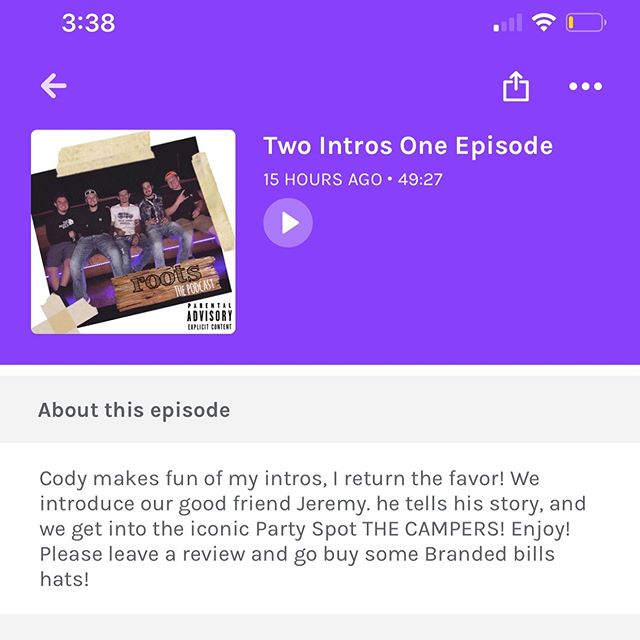 3:38
Two Intros One Episode
15 HOURS AGO • 49:27
roots
THE PODCAST
PARENTAL
ADVISORY
EXPLICIT CONTENT
About this episode
Cody makes fun of my intros, I return the favor! We
introduce our good friend Jeremy. he tells his story, and
we get into the iconic Party Spot THE CAMPERS! Enjoy!
Please leave a review and go buy some Branded bills
hats!